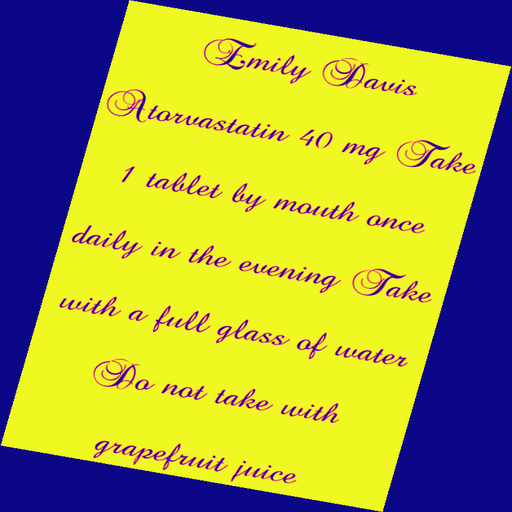 Emily Davis
Atorvastatin 40 mg Take
1 tablet by mouth once
daily in the evening Take
with a full glass of water
Do not take with
grapefruit juice